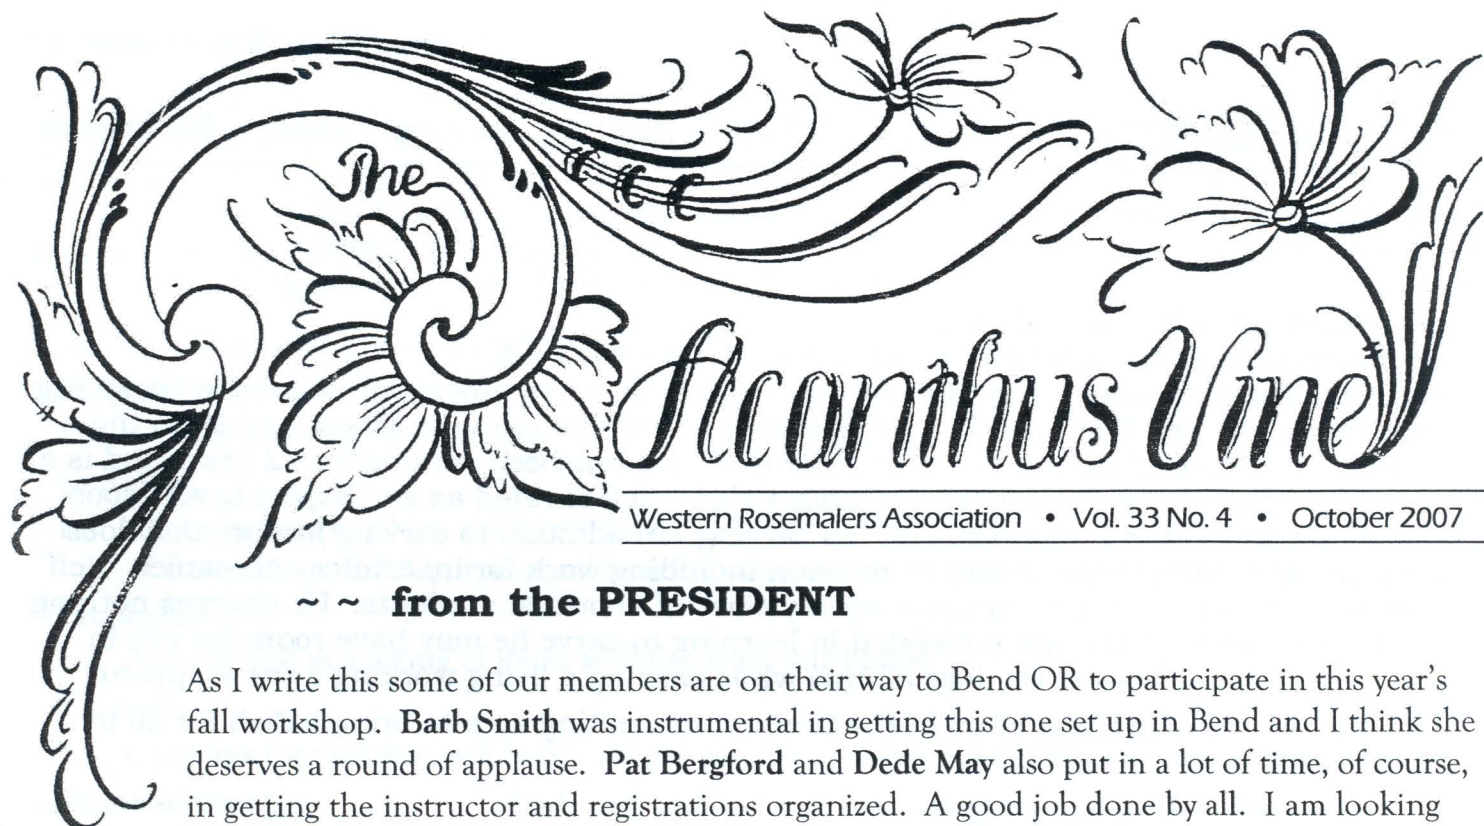 The
Acanthus Vine
Western Rosemalers Association • Vol. 33 No. 4 • October 2007
~ from the PRESIDENT
As I write this some of our members are on their way to Bend OR to participate in this year's
fall workshop. Barb Smith was instrumental in getting this one set up in Bend and I think she
deserves a round of applause. Pat Bergford and Dede May also put in a lot of time, of course,
in getting the instructor and registrations organized. A good job done by all. I am looking